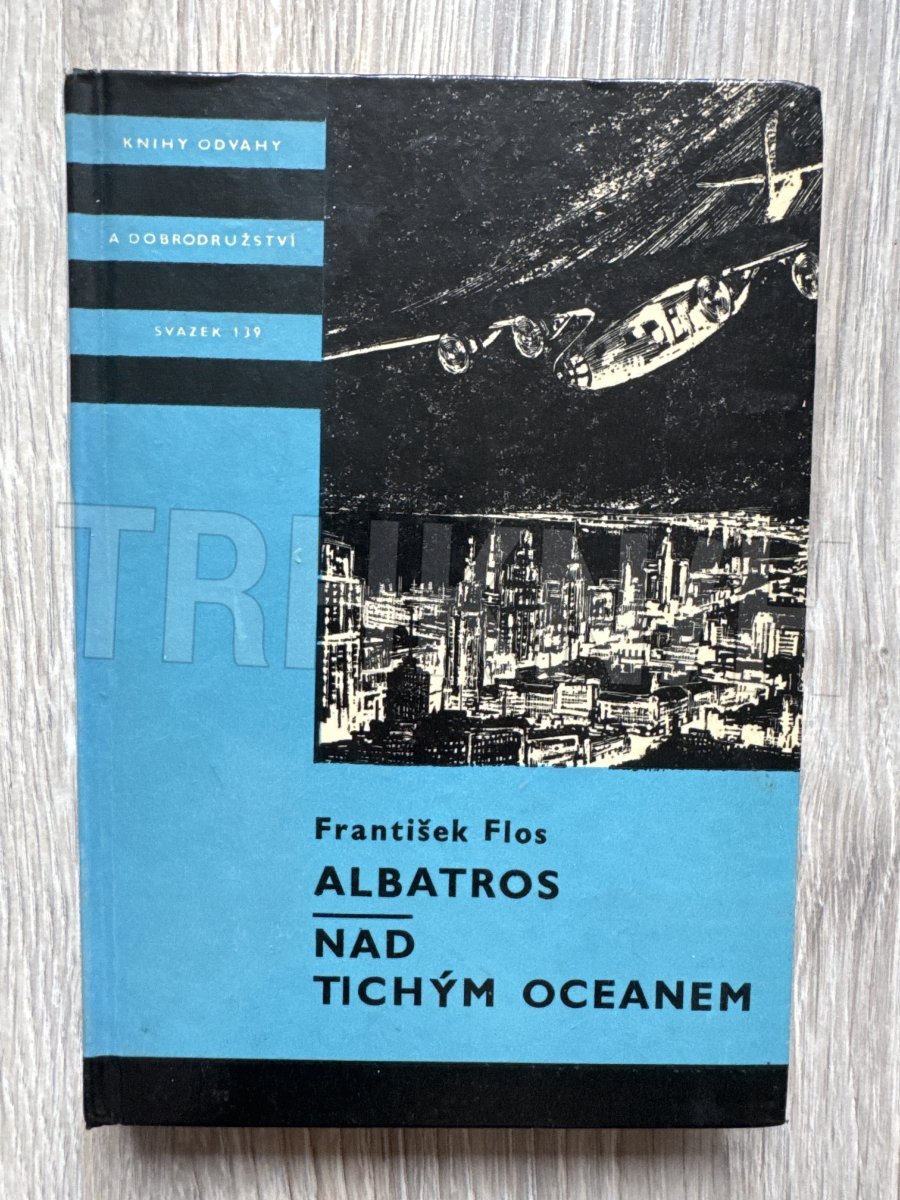 KNIHY ODVAHY
A DOBRODRUŽSTVÍ
SVAZEK 139
František Flos
ALBATROS
NAD
TICHÝM OCEANEM